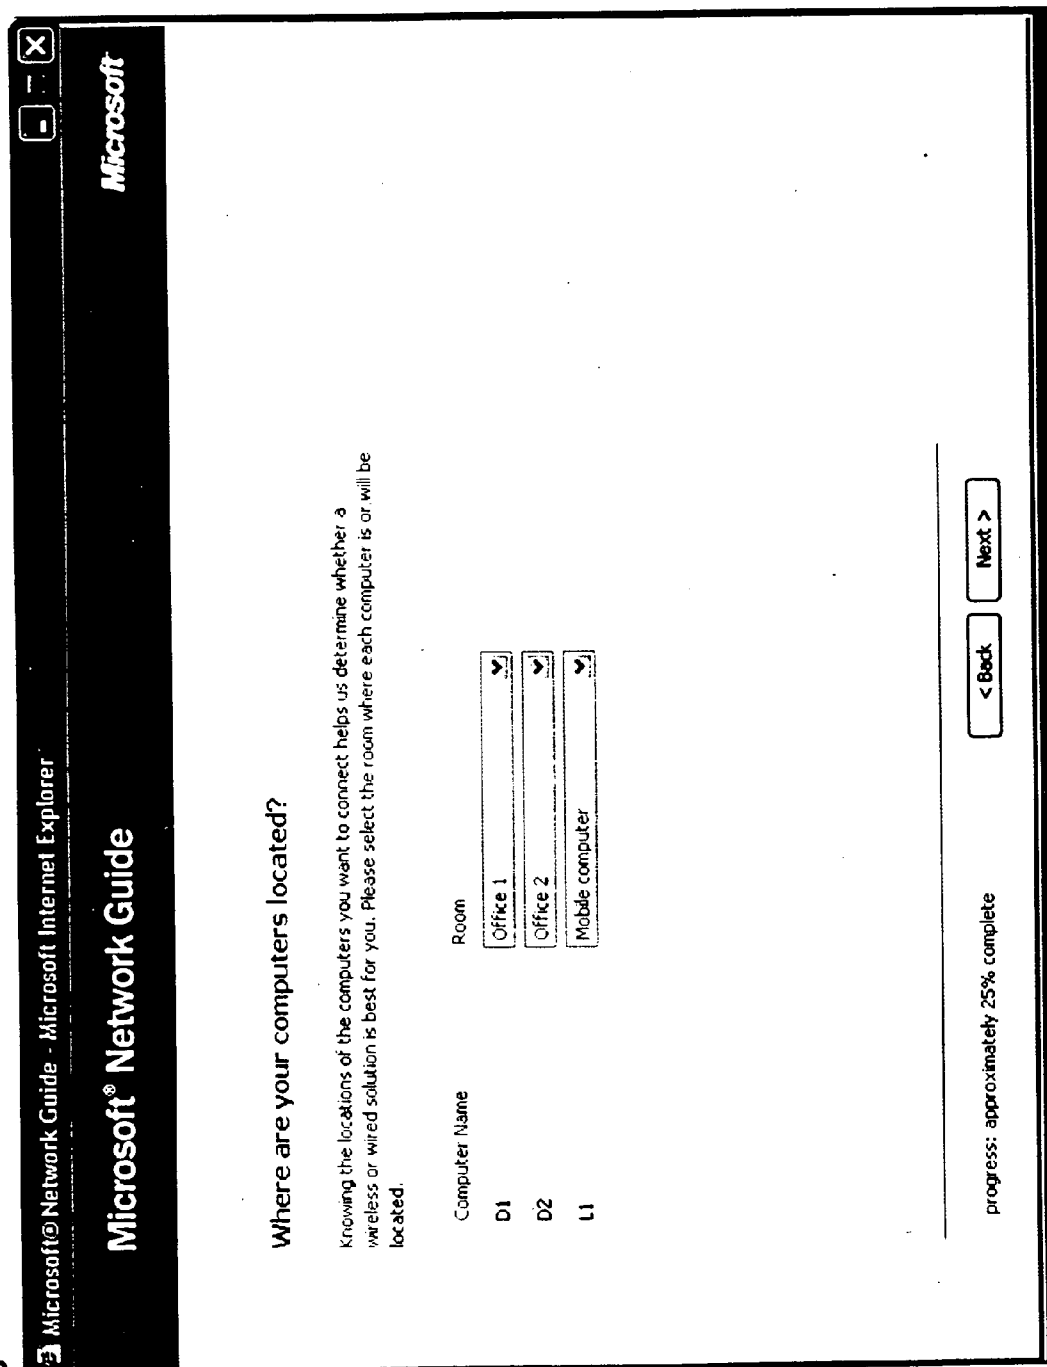 Microsoft® Network Guide - Microsoft Internet Explorer
Microsoft® Network Guide
Microsoft
Where are your computers located?
Knowing the locations of the computers you want to connect helps us determine whether a
wireless or wired solution is best for you. Please select the room where each computer is or will be
located.
Computer Name Room
D1 Office 1
D2 Office 2
L1 Mobile computer
progress: approximately 25% complete < Back Next >